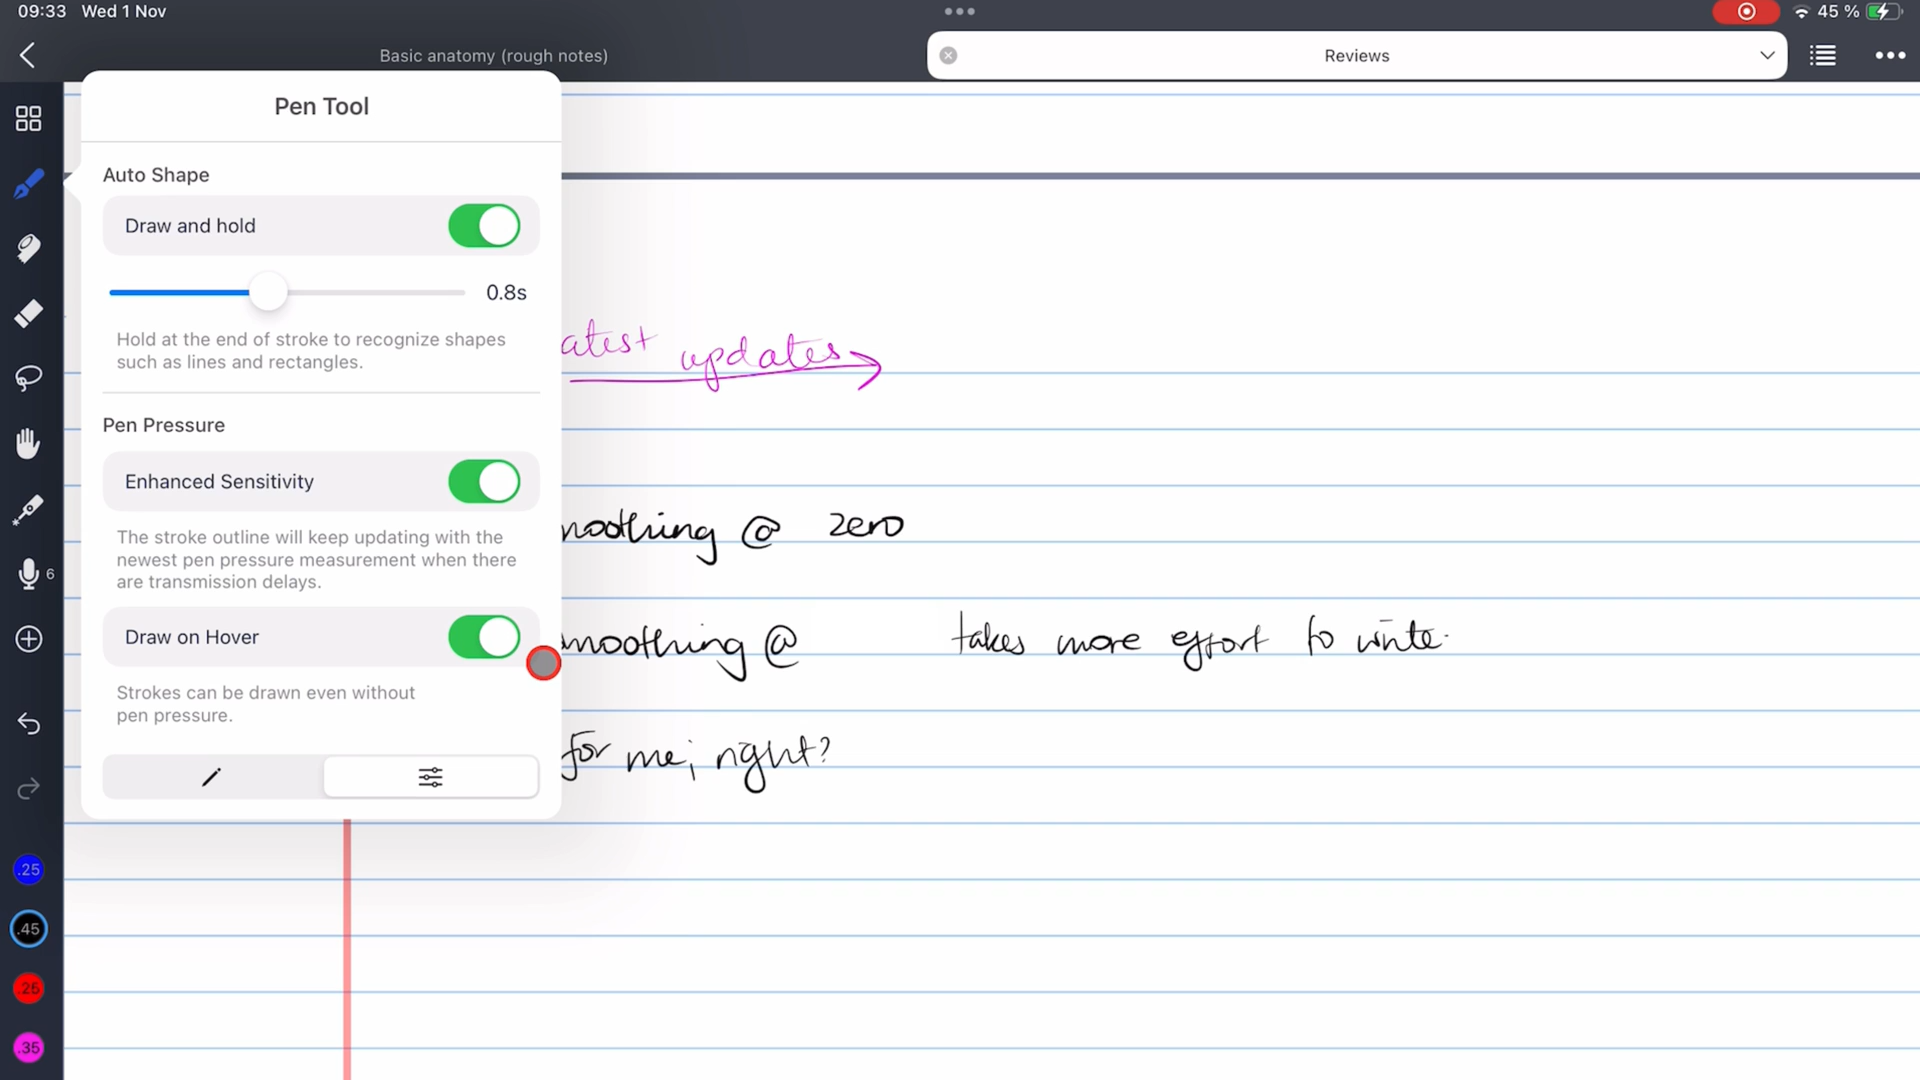 09:33 Wed 1 Nov
45 %
Basic anatomy (rough notes)
Reviews
Pen Tool
Auto Shape
Draw and hold
0.8s
Hold at the end of stroke to recognize shapes
such as lines and rectangles.
Pen Pressure
Enhanced Sensitivity
The stroke outline will keep updating with the
newest pen pressure measurement when there
are transmission delays.
Draw on Hover
Strokes can be drawn even without
pen pressure.
6
.25
.45
.25
.35
atest updates
moothing @ zero
moothing @ takes more effort to write.
for me, right?